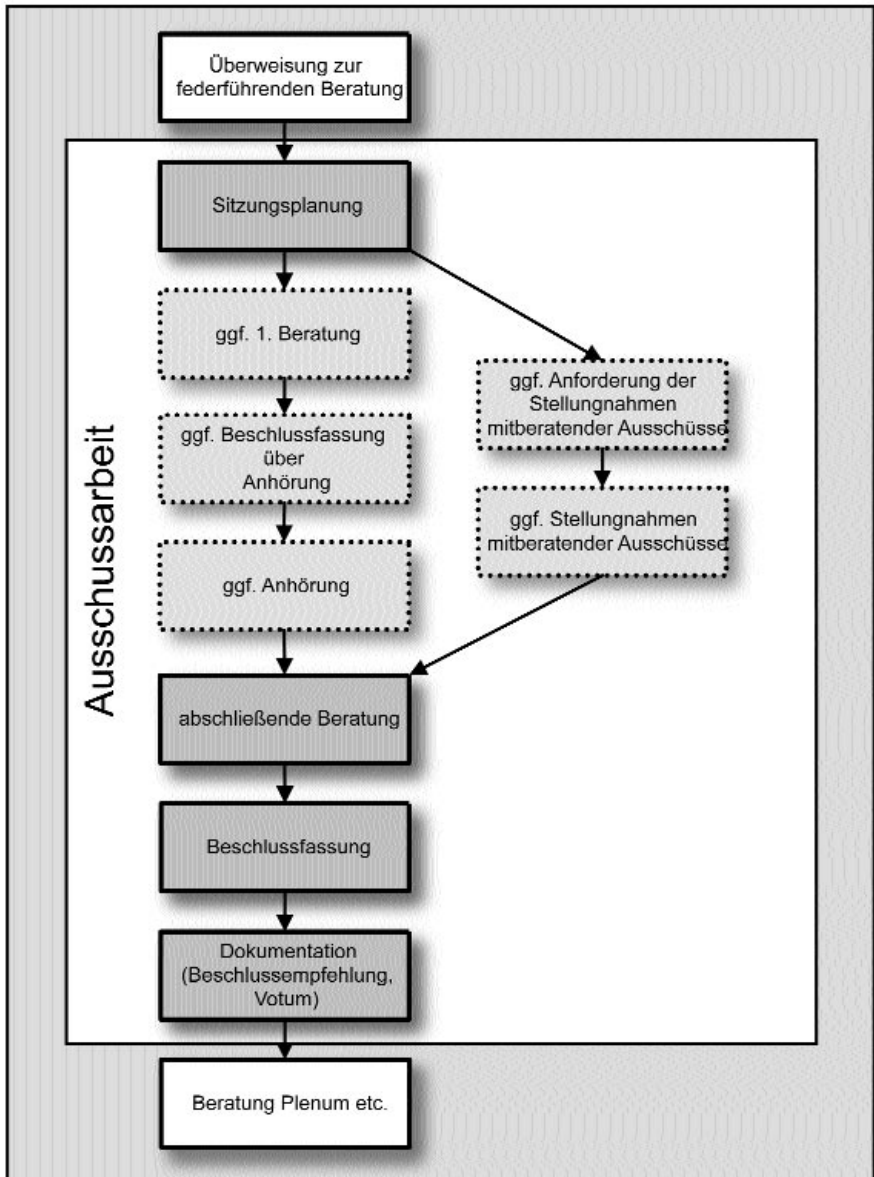 Überweisung zur
federführenden Beratung
Ausschussarbeit
Sitzungsplanung
ggf. 1. Beratung
ggf. Beschlussfassung
über
Anhörung
ggf. Anhörung
ggf. Anforderung der
Stellungnahmen
mitberatender Ausschüsse
ggf. Stellungnahmen
mitberatender Ausschüsse
abschließende Beratung
Beschlussfassung
Dokumentation
(Beschlussempfehlung,
Votum)
Beratung Plenum etc.